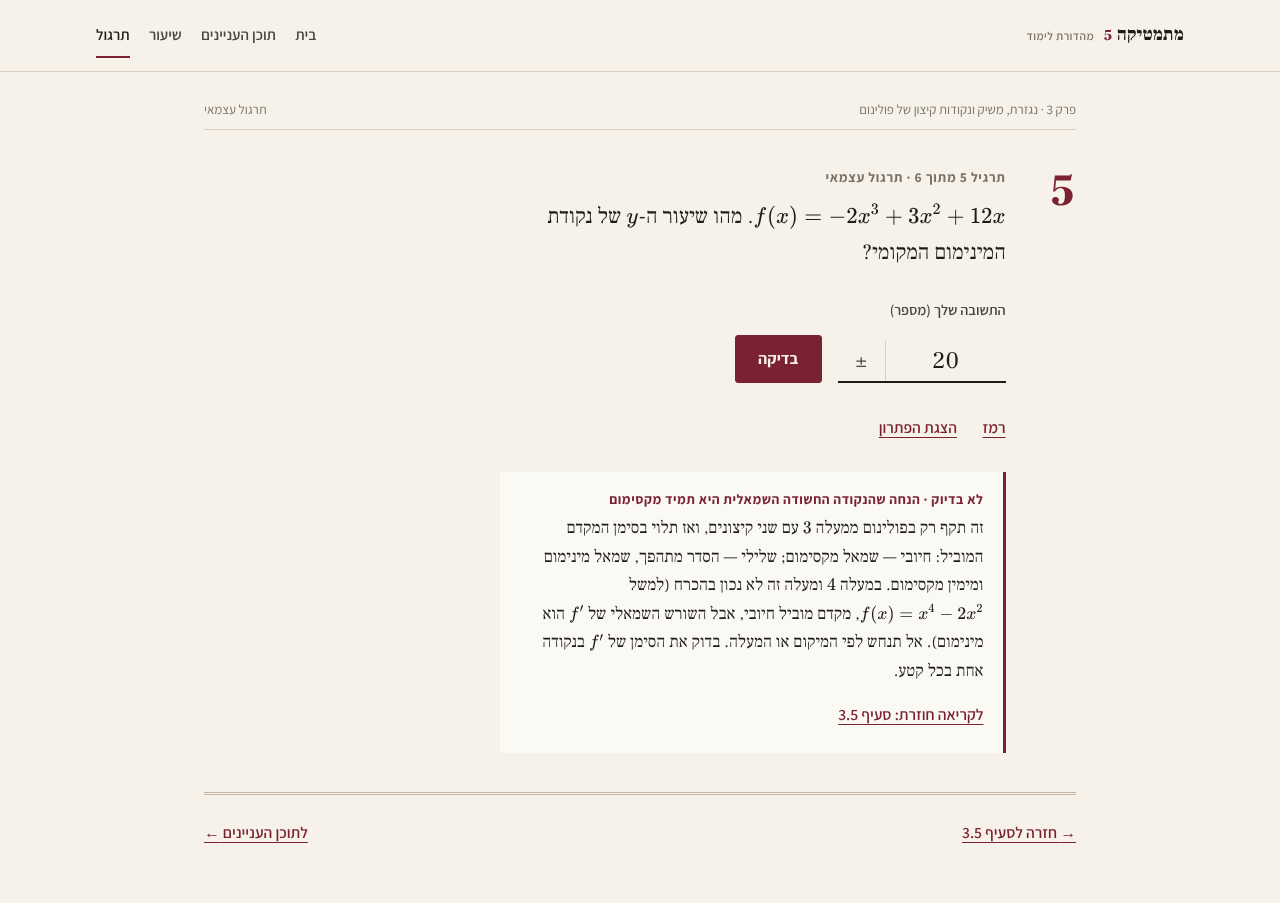 מתמטיקה 5 מהדורת לימוד
בית תוכן העניינים שיעור תרגול
פרק 3 · נגזרת, משיק ונקודות קיצון של פולינום
תרגול עצמאי
5
תרגיל 5 מתוך 6 · תרגול עצמאי
f(x) = −2x³ + 3x² + 12x. מהו שיעור ה-y של נקודת
המינימום המקומי?
התשובה שלך (מספר)
20 ±
בדיקה
רמז הצגת הפתרון
לא בדיוק · הנחה שהנקודה החשודה השמאלית היא תמיד מקסימום
זה תקף רק בפולינום ממעלה 3 עם שני קיצונים, ואז תלוי בסימן המקדם
המוביל: חיובי — שמאל מקסימום; שלילי — הסדר מתהפך, שמאל מינימום
ומימין מקסימום. במעלה 4 ומעלה זה לא נכון בהכרח (למשל
f(x) = x⁴ − 2x², מקדם מוביל חיובי, אבל השורש השמאלי של f′ הוא
מינימום). אל תנחש לפי המיקום או המעלה. בדוק את הסימן של f′ בנקודה
אחת בכל קטע.
לקריאה חוזרת: סעיף 3.5
→ חזרה לסעיף 3.5
לתוכן העניינים ←